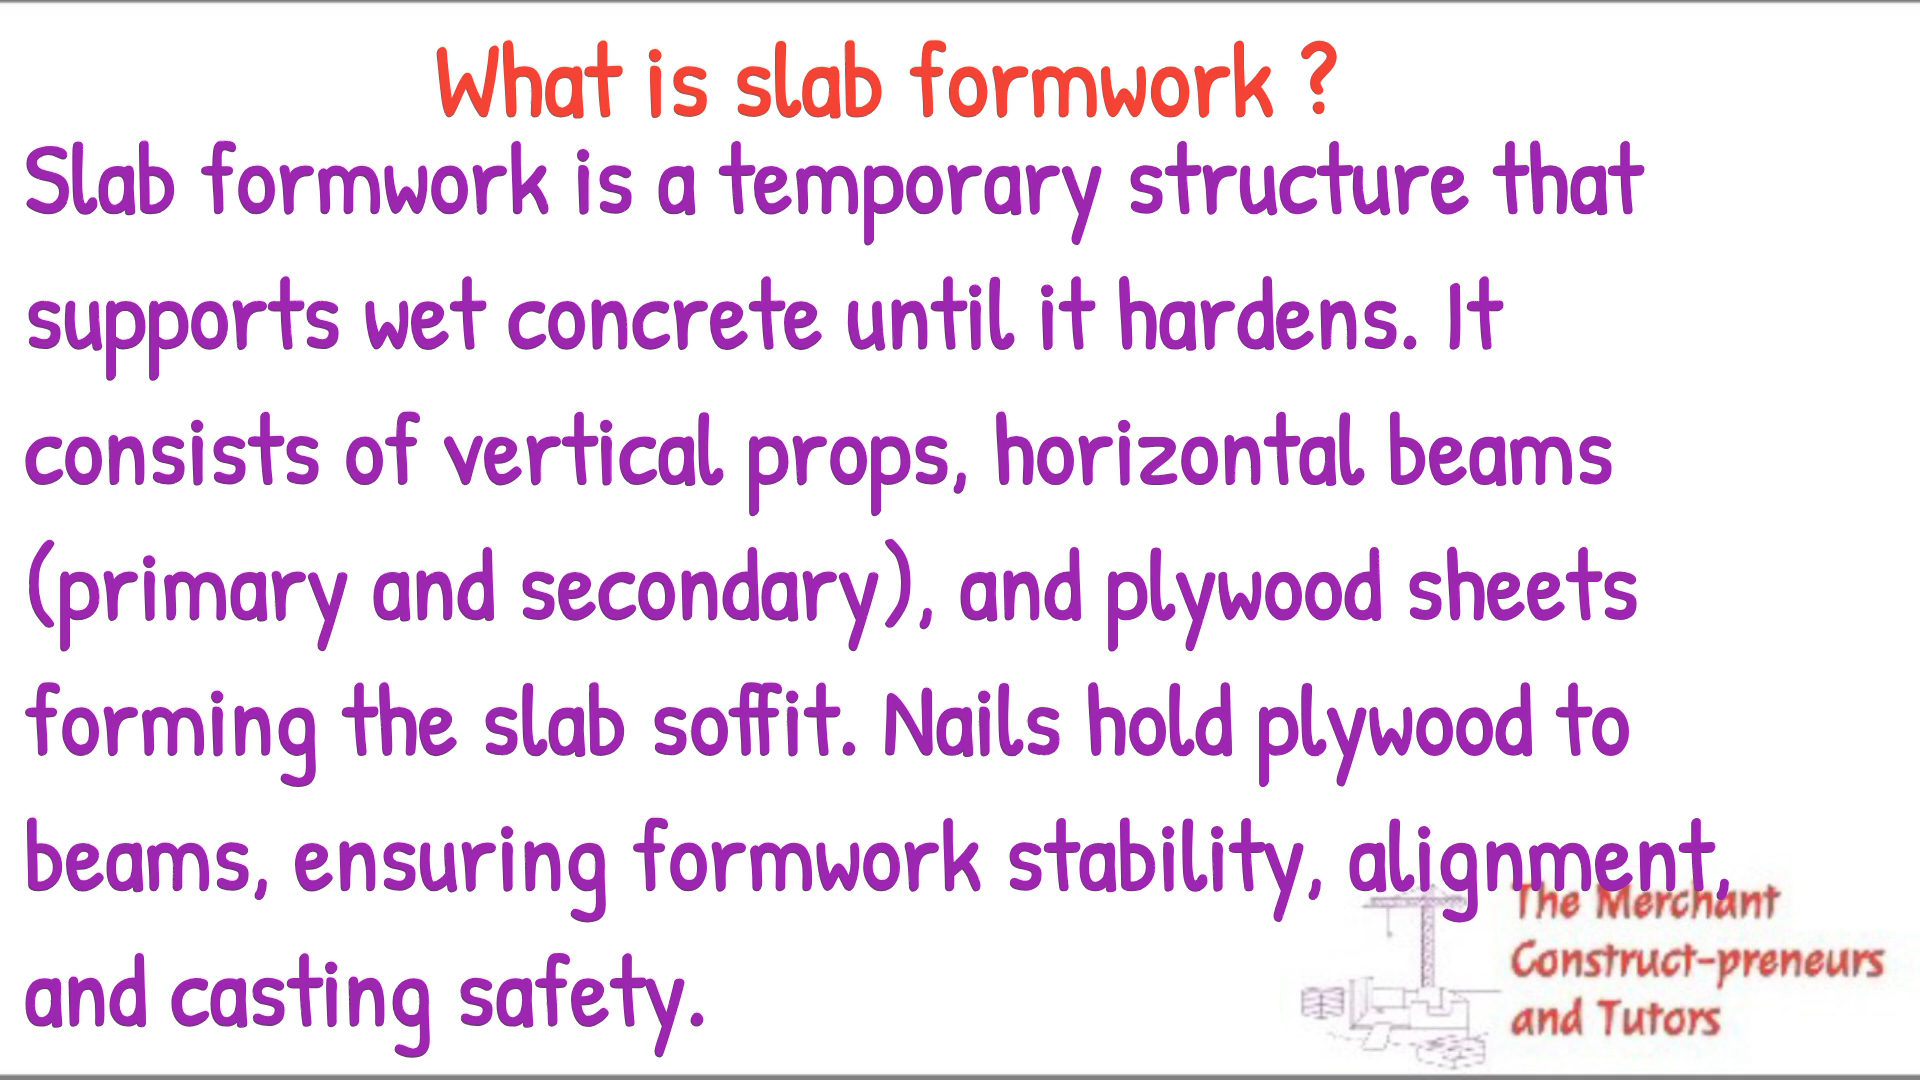 What is slab formwork ?
Slab formwork is a temporary structure that
supports wet concrete until it hardens. It
consists of vertical props, horizontal beams
(primary and secondary), and plywood sheets
forming the slab soffit. Nails hold plywood to
beams, ensuring formwork stability, alignment,
and casting safety.
The Merchant
Construct-preneurs
and Tutors